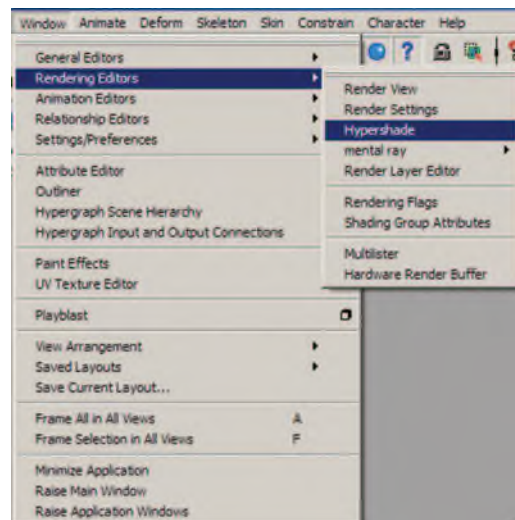 Window Animate Deform Skeleton Skin Constrain Character Help
General Editors
Rendering Editors
Animation Editors
Relationship Editors
Settings/Preferences
Attribute Editor
Outliner
Hypergraph Scene Hierarchy
Hypergraph Input and Output Connections
Paint Effects
UV Texture Editor
Playblast
View Arrangement
Saved Layouts
Save Current Layout...
Frame All in All Views A
Frame Selection in All Views F
Minimize Application
Raise Main Window
Raise Application Windows
?
Render View
Render Settings
Hypershade
mental ray
Render Layer Editor
Rendering Flags
Shading Group Attributes
Multilister
Hardware Render Buffer